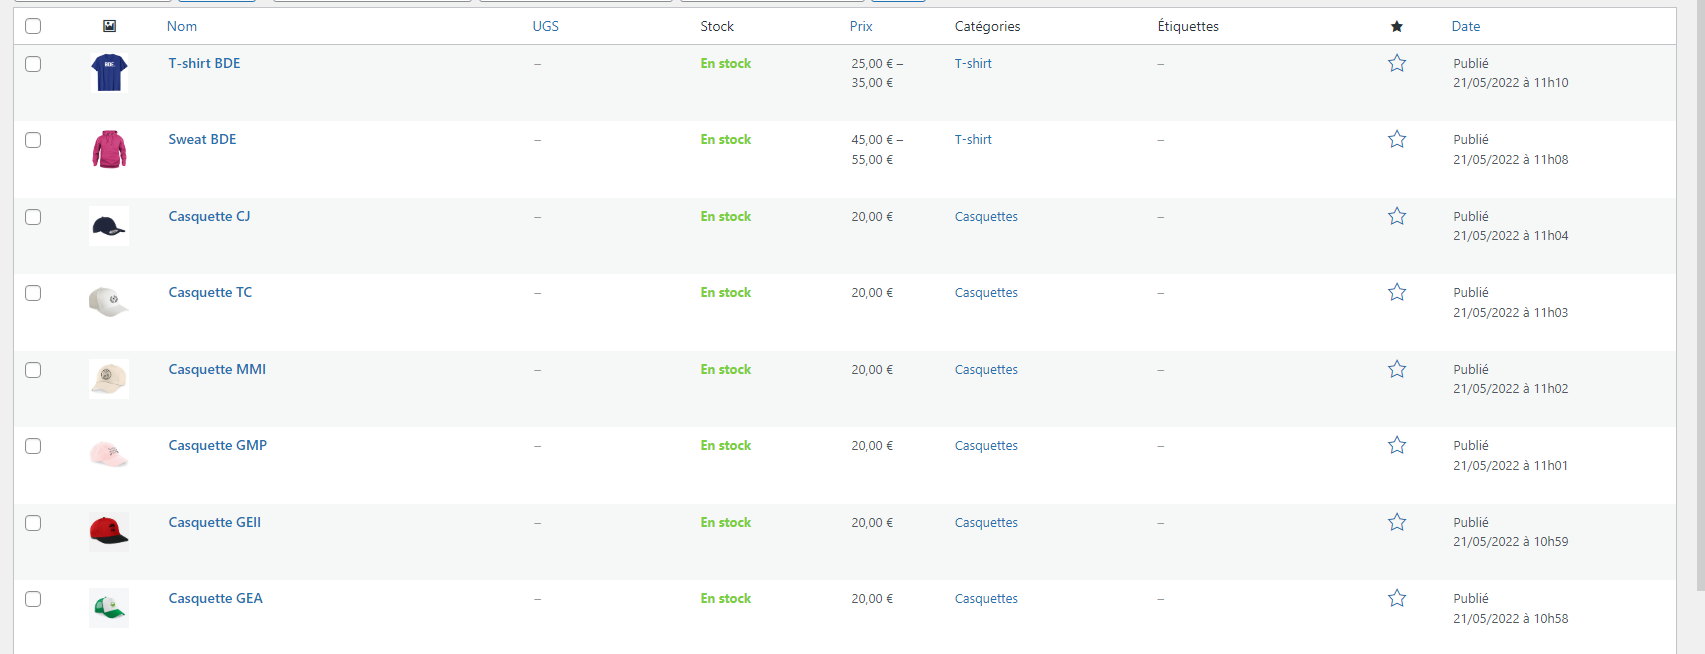 Nom UGS Stock Prix Catégories Étiquettes Date
T-shirt BDE – En stock 25,00 € – T-shirt – Publié
35,00 € 21/05/2022 à 11h10
BDE
Sweat BDE – En stock 45,00 € – T-shirt – Publié
55,00 € 21/05/2022 à 11h08
Casquette CJ – En stock 20,00 € Casquettes – Publié
21/05/2022 à 11h04
Casquette TC – En stock 20,00 € Casquettes – Publié
21/05/2022 à 11h03
Casquette MMI – En stock 20,00 € Casquettes – Publié
21/05/2022 à 11h02
Casquette GMP – En stock 20,00 € Casquettes – Publié
21/05/2022 à 11h01
Casquette GEII – En stock 20,00 € Casquettes – Publié
21/05/2022 à 10h59
Casquette GEA – En stock 20,00 € Casquettes – Publié
21/05/2022 à 10h58